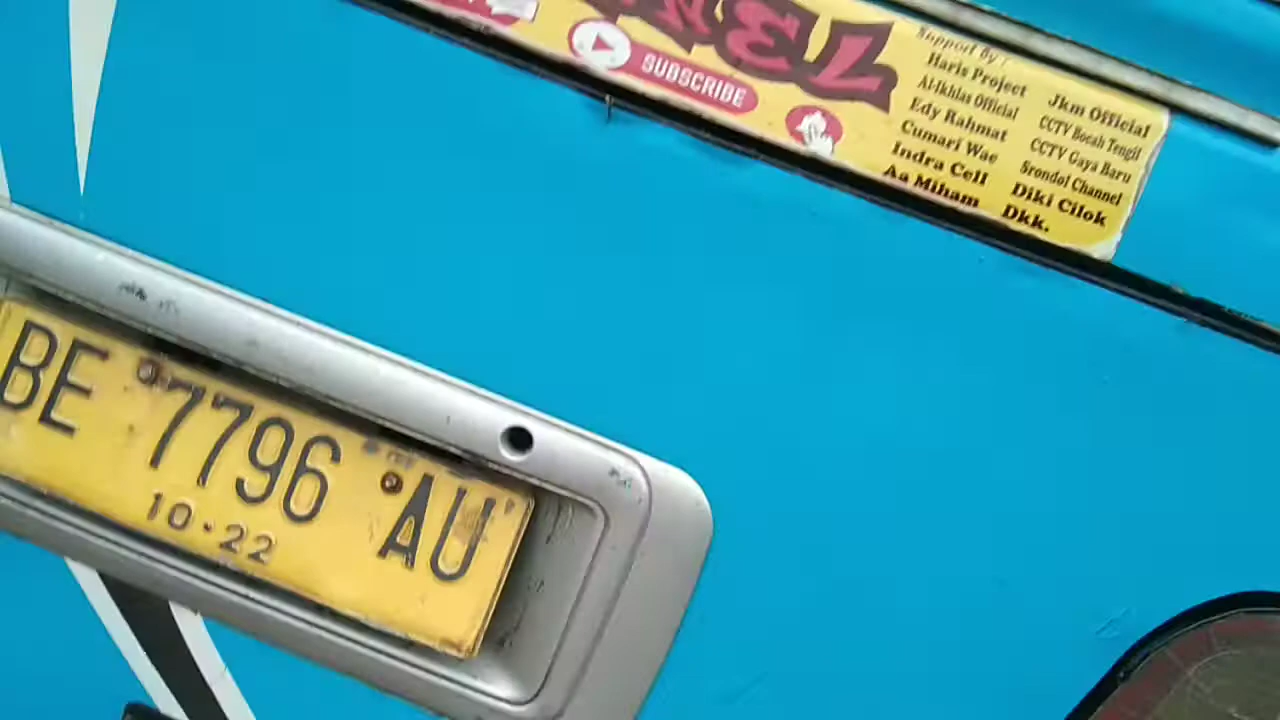 SUBSCRIBE
Support By :
Haris Project
Al-Ikhlas Official
Edy Rahmat
Cumari Wae
Indra Cell
Aa Miham
Jkm Official
CCTV Bocah Tengil
CCTV Gaya Baru
Srondol Channel
Diki Cilok
Dkk.
BE 7796 AU
10·22